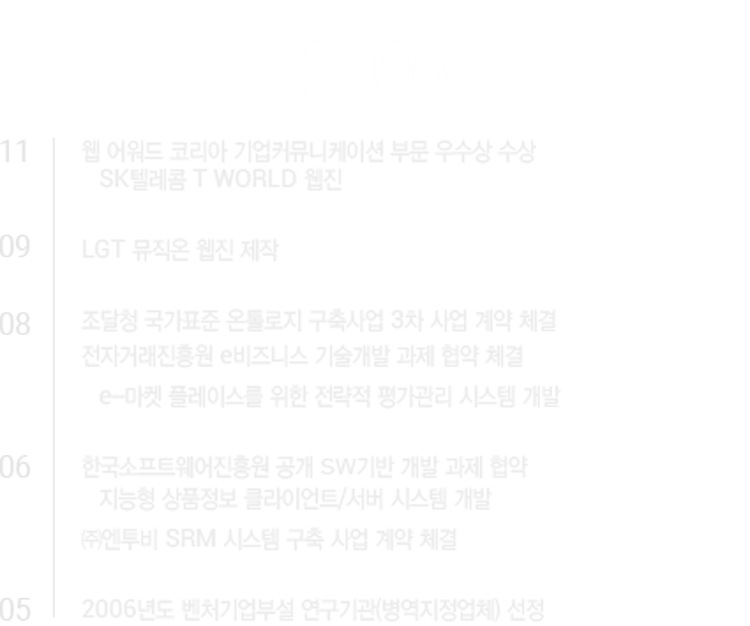 11 웹 어워드 코리아 기업커뮤니케이션 부문 우수상 수상
SK텔레콤 T WORLD 웹진
09 LGT 뮤직온 웹진 제작
08 조달청 국가표준 온톨로지 구축사업 3차 사업 계약 체결
전자거래진흥원 e비즈니스 기술개발 과제 협약 체결
e-마켓 플레이스를 위한 전략적 평가관리 시스템 개발
06 한국소프트웨어진흥원 공개 SW기반 개발 과제 협약
지능형 상품정보 클라이언트/서버 시스템 개발
㈜엔투비 SRM 시스템 구축 사업 계약 체결
05 2006년도 벤처기업부설 연구기관(병역지정업체) 선정